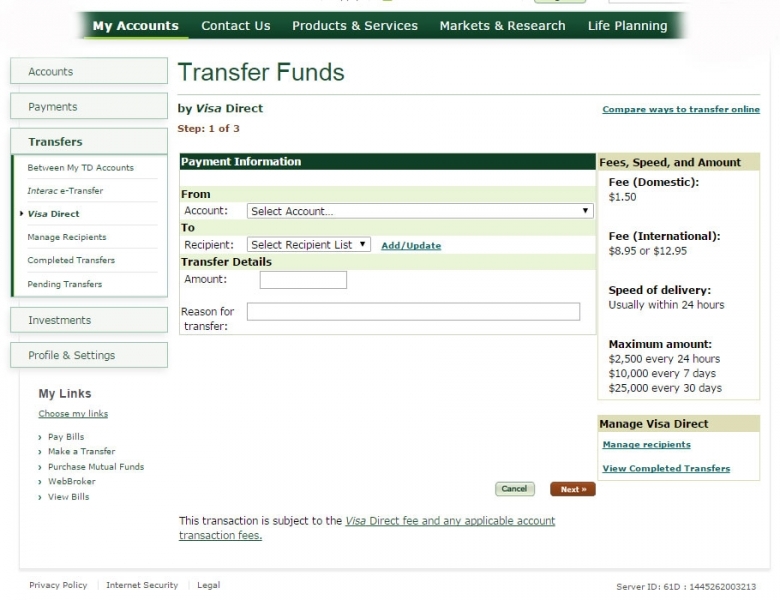 My Accounts Contact Us Products & Services Markets & Research Life Planning
Accounts
Payments
Transfers
Between My TD Accounts
Interac e-Transfer
Visa Direct
Manage Recipients
Completed Transfers
Pending Transfers
Investments
Profile & Settings
My Links
Choose my links
› Pay Bills
› Make a Transfer
› Purchase Mutual Funds
› WebBroker
› View Bills
Transfer Funds
by Visa Direct
Compare ways to transfer online
Step: 1 of 3
Payment Information
From
Account: Select Account...
To
Recipient: Select Recipient List Add/Update
Transfer Details
Amount:
Reason for
transfer:
Fees, Speed, and Amount
Fee (Domestic):
$1.50
Fee (International):
$8.95 or $12.95
Speed of delivery:
Usually within 24 hours
Maximum amount:
$2,500 every 24 hours
$10,000 every 7 days
$25,000 every 30 days
Manage Visa Direct
Manage recipients
View Completed Transfers
Cancel Next »
This transaction is subject to the Visa Direct fee and any applicable account
transaction fees.
Privacy Policy | Internet Security | Legal
Server ID: 61D : 1445262003213